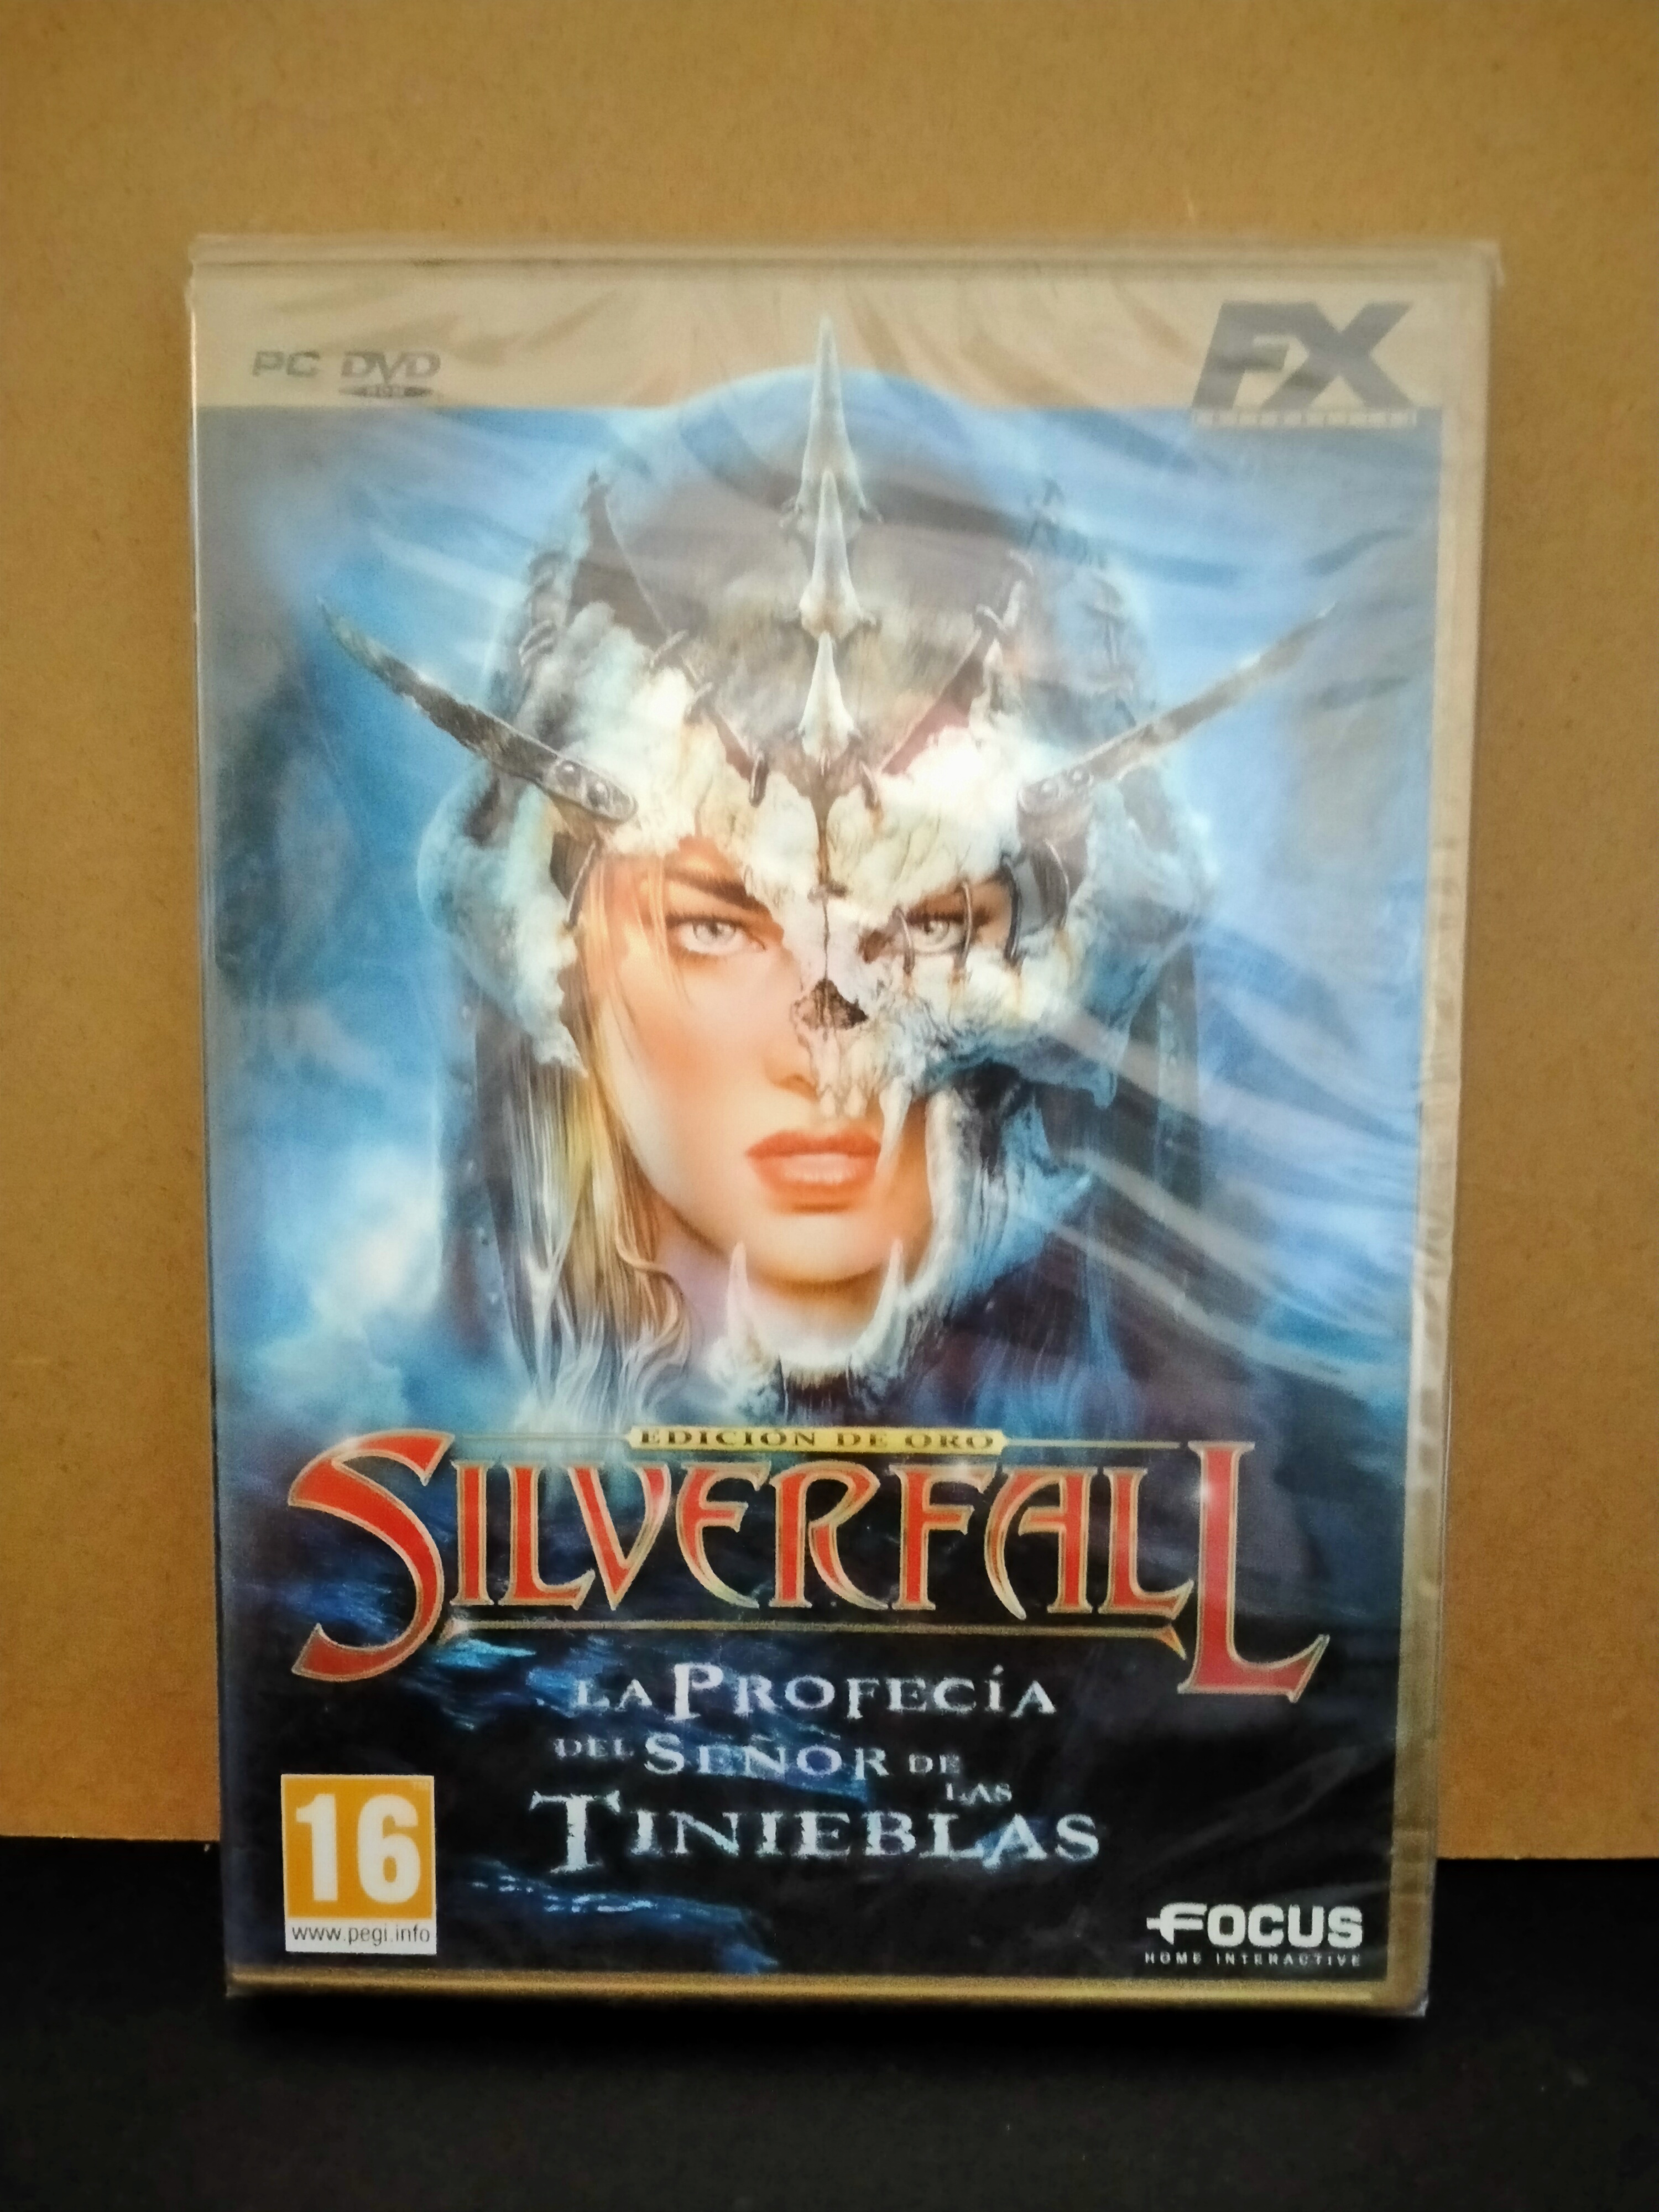 PC DVD
ROM
FX
EDICIÓN DE ORO
SILVERFALL
LA PROFECÍA
DEL SEÑOR DE
LAS
TINIEBLAS
16
www.pegi.info
FOCUS
HOME INTERACTIVE